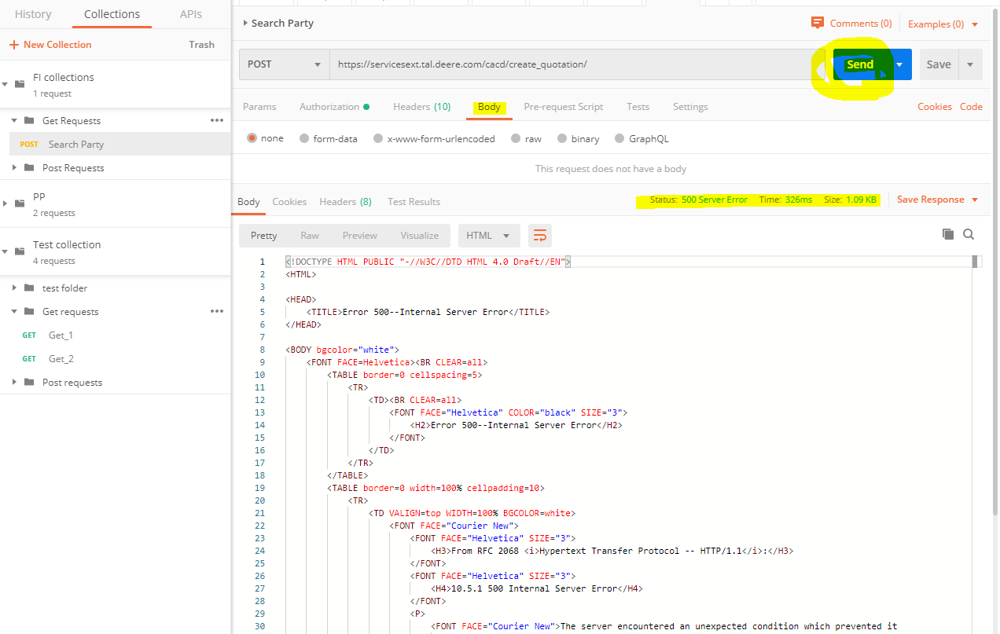 History Collections APIs
+ New Collection Trash
FI collections
1 request
Get Requests
POST Search Party
Post Requests
PP
2 requests
Test collection
4 requests
test folder
Get requests
GET Get_1
GET Get_2
Post requests
Search Party
Comments (0) Examples (0)
POST https://servicesext.tal.deere.com/cacd/create_quotation/ Send Save
Params Authorization Headers (10) Body Pre-request Script Tests Settings Cookies Code
none form-data x-www-form-urlencoded raw binary GraphQL
This request does not have a body
Body Cookies Headers (8) Test Results Status: 500 Server Error Time: 326ms Size: 1.09 KB Save Response
Pretty Raw Preview Visualize HTML
1 <!DOCTYPE HTML PUBLIC "-//W3C//DTD HTML 4.0 Draft//EN">
2 <HTML>
3
4 <HEAD>
5 <TITLE>Error 500--Internal Server Error</TITLE>
6 </HEAD>
7
8 <BODY bgcolor="white">
9 <FONT FACE=Helvetica><BR CLEAR=all>
10 <TABLE border=0 cellspacing=5>
11 <TR>
12 <TD><BR CLEAR=all>
13 <FONT FACE="Helvetica" COLOR="black" SIZE="3">
14 <H2>Error 500--Internal Server Error</H2>
15 </FONT>
16 </TD>
17 </TR>
18 </TABLE>
19 <TABLE border=0 width=100% cellpadding=10>
20 <TR>
21 <TD VALIGN=top WIDTH=100% BGCOLOR=white>
22 <FONT FACE="Courier New">
23 <FONT FACE="Helvetica" SIZE="3">
24 <H3>From RFC 2068 <i>Hypertext Transfer Protocol -- HTTP/1.1</i>:</H3>
25 </FONT>
26 <FONT FACE="Helvetica" SIZE="3">
27 <H4>10.5.1 500 Internal Server Error</H4>
28 </FONT>
29 <P>
30 <FONT FACE="Courier New">The server encountered an unexpected condition which prevented it